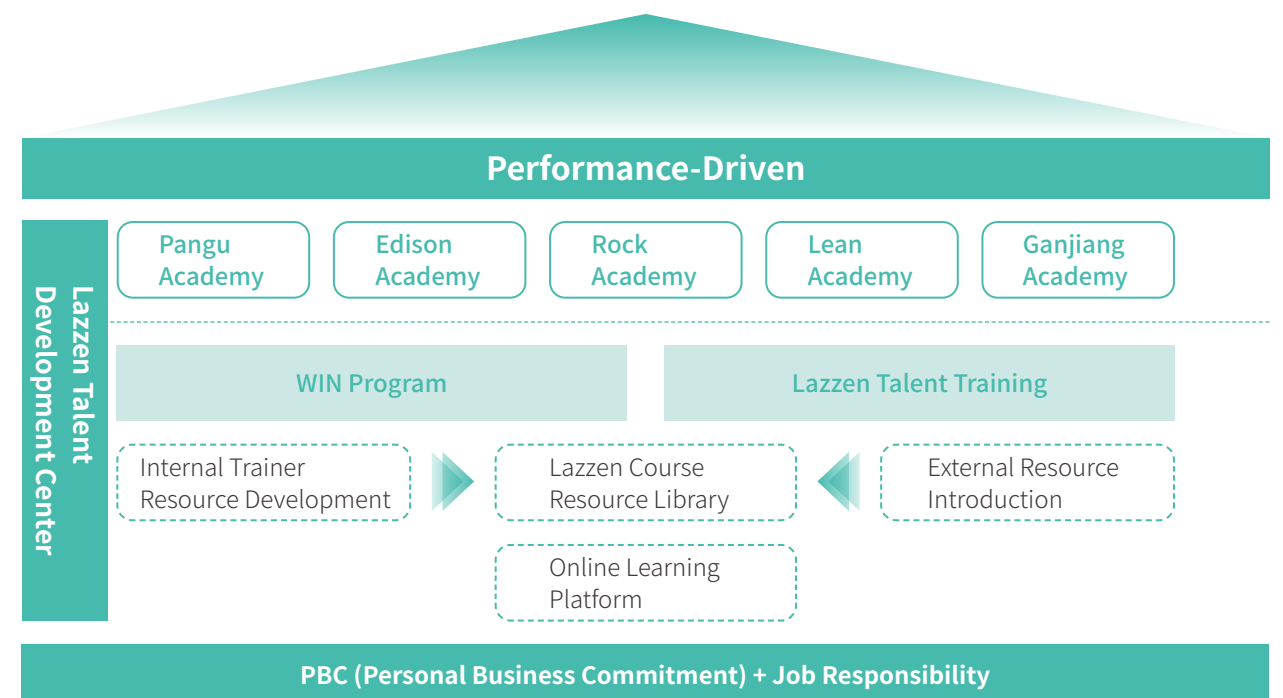 Performance-Driven
Lazzen Talent
Development Center
Pangu
Academy
Edison
Academy
Rock
Academy
Lean
Academy
Ganjiang
Academy
WIN Program
Lazzen Talent Training
Internal Trainer
Resource Development
Lazzen Course
Resource Library
External Resource
Introduction
Online Learning
Platform
PBC (Personal Business Commitment) + Job Responsibility